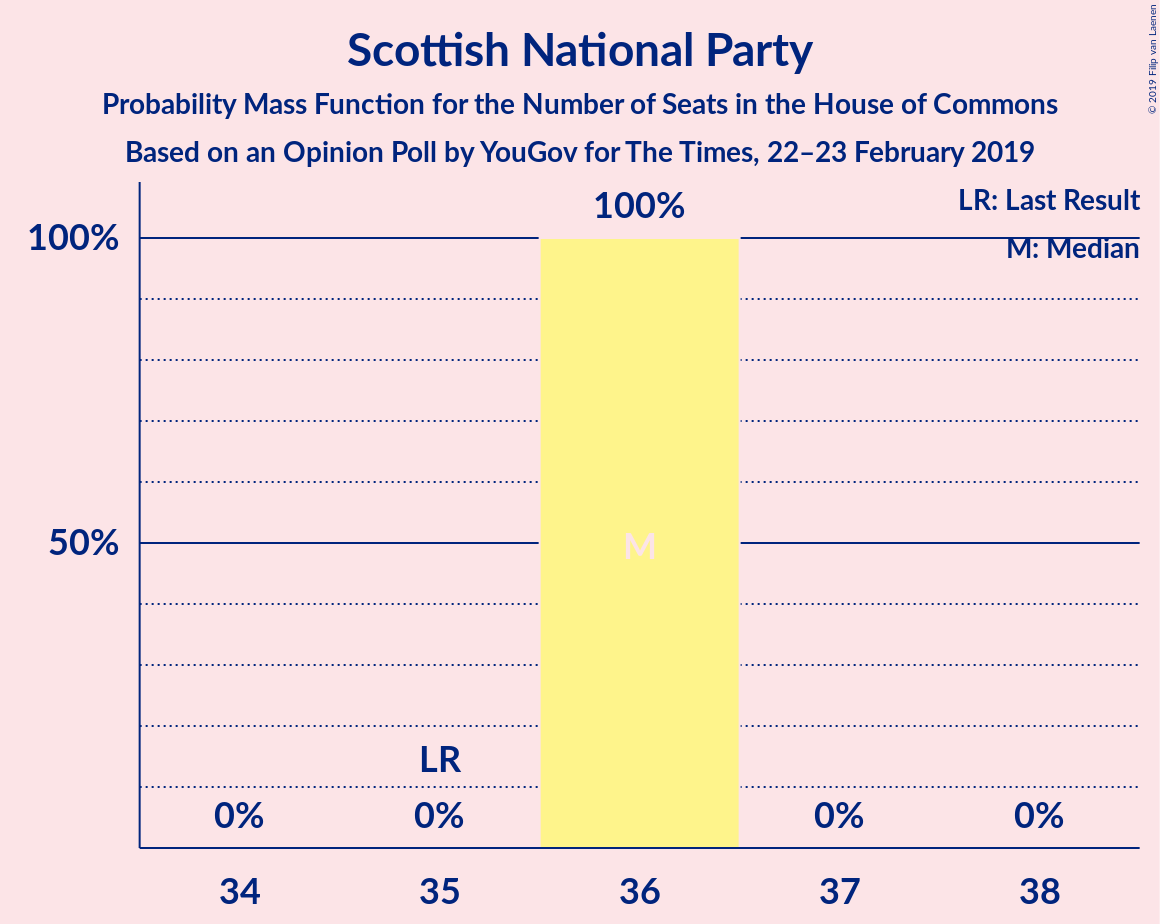 Scottish National Party
Probability Mass Function for the Number of Seats in the House of Commons
Based on an Opinion Poll by YouGov for The Times, 22–23 February 2019
© 2019 Filip van Laenen
LR: Last Result
M: Median
100%
100%
50%
M
LR
0%
0%
0%
0%
34
35
36
37
38